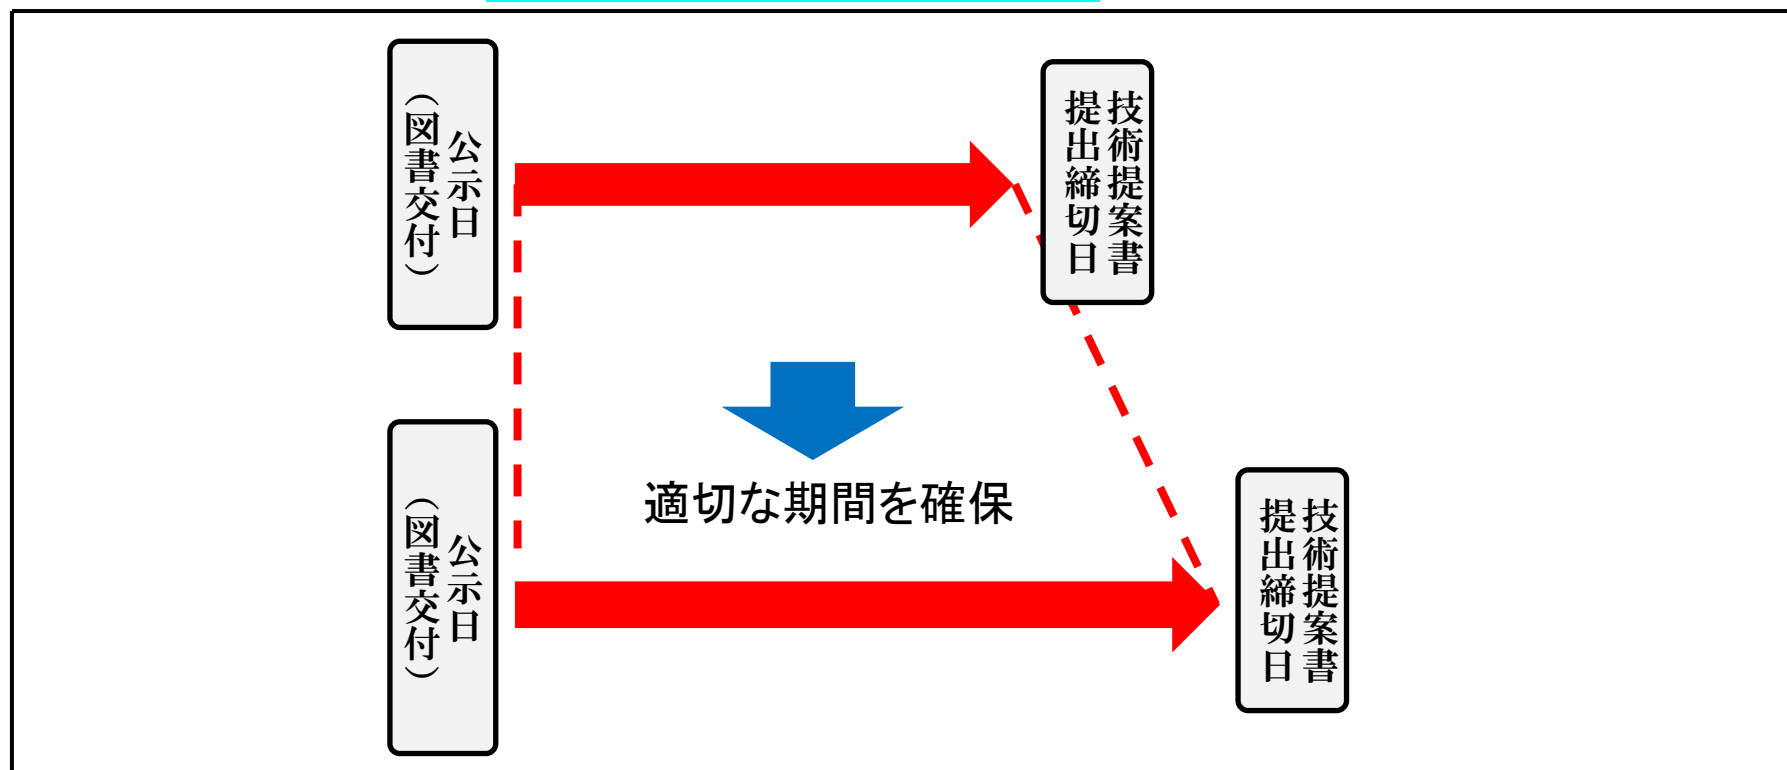 公示日
（図書交付）
技術提案書
提出締切日
適切な期間を確保
公示日
（図書交付）
技術提案書
提出締切日